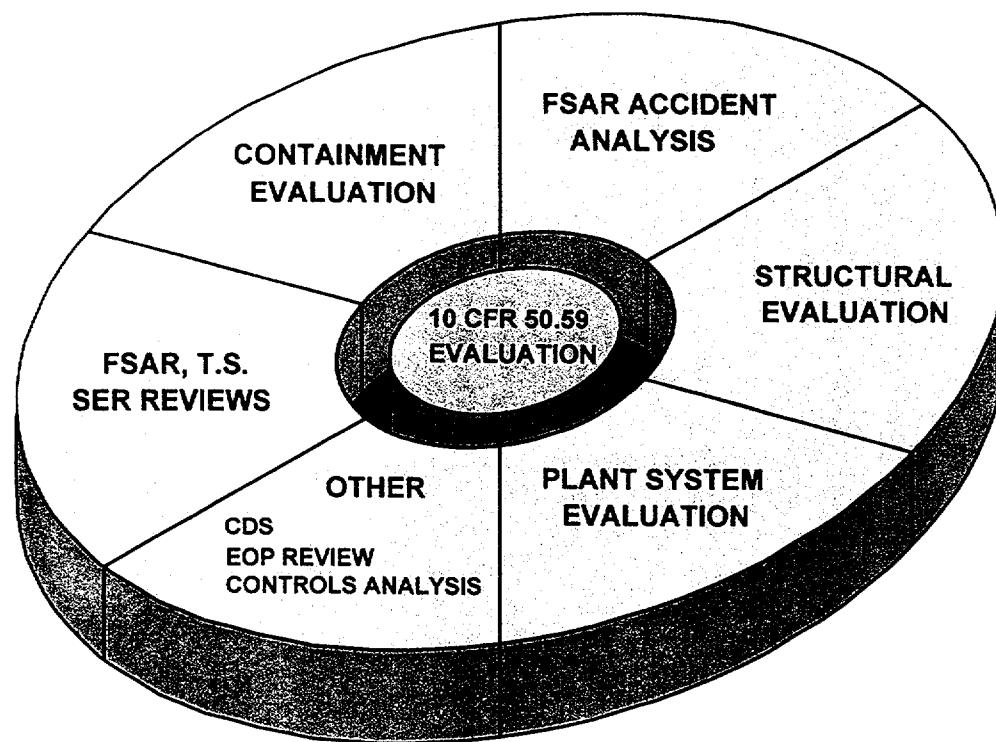 FSAR ACCIDENT
ANALYSIS
CONTAINMENT
EVALUATION
STRUCTURAL
EVALUATION
10 CFR 50.59
EVALUATION
FSAR, T.S.
SER REVIEWS
OTHER
CDS
EOP REVIEW
CONTROLS ANALYSIS
PLANT SYSTEM
EVALUATION